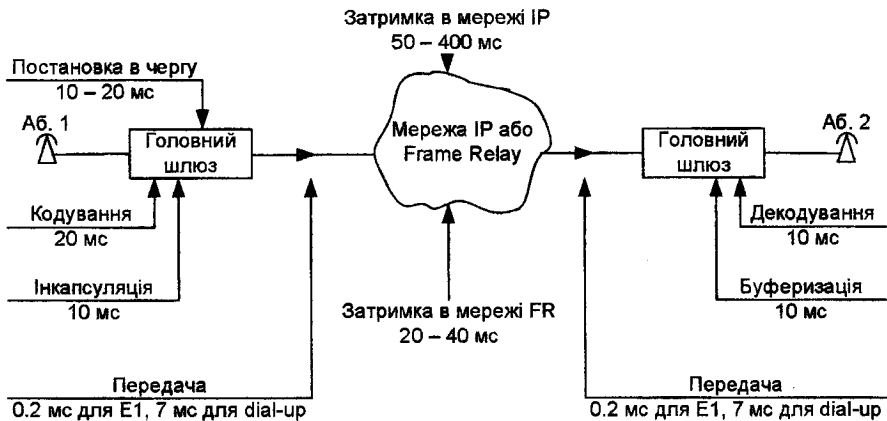 Затримка в мережі IP
50 – 400 мс
Постановка в чергу
10 – 20 мс
Аб. 1
Головний
шлюз
Мережа IP або
Frame Relay
Головний
шлюз
Аб. 2
Кодування
20 мс
Декодування
10 мс
Інкапсуляція
10 мс
Буферизація
10 мс
Затримка в мережі FR
20 – 40 мс
Передача
0.2 мс для E1, 7 мс для dial-up
Передача
0.2 мс для E1, 7 мс для dial-up